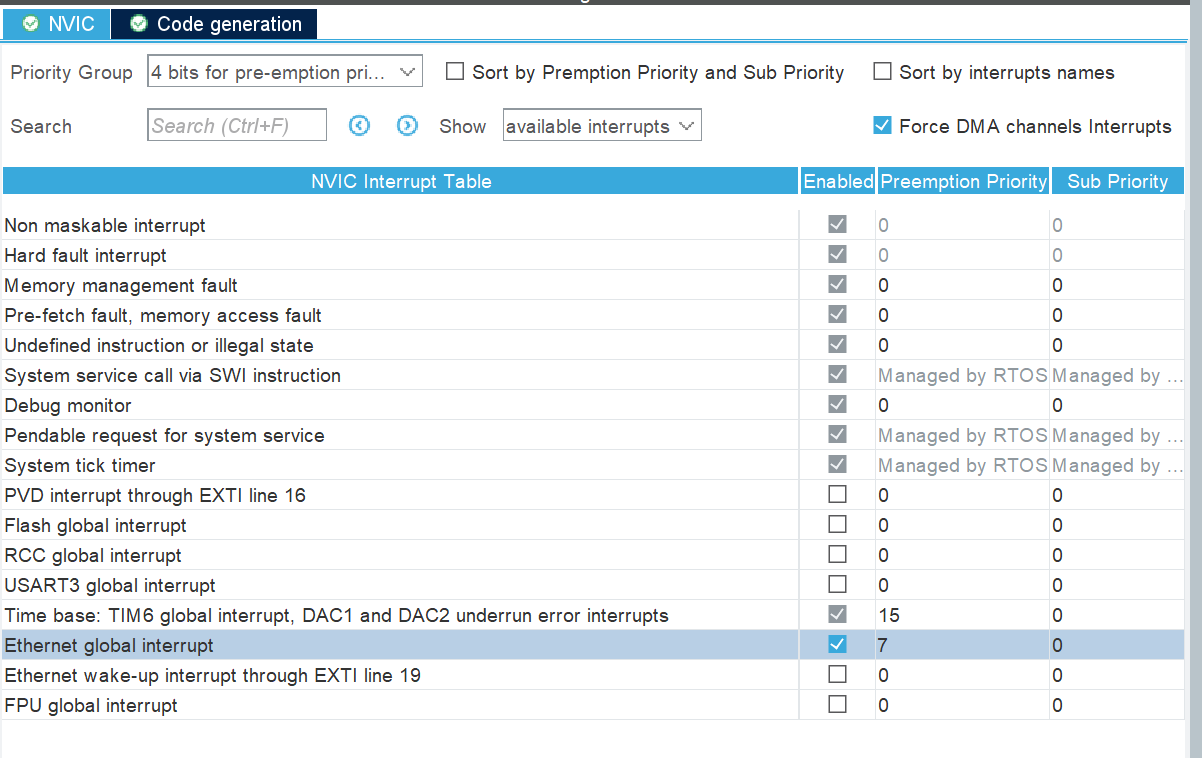 NVIC Code generation
Priority Group 4 bits for pre-emption pri... Sort by Premption Priority and Sub Priority Sort by interrupts names
Search Search (Ctrl+F) Show available interrupts Force DMA channels Interrupts
NVIC Interrupt Table Enabled Preemption Priority Sub Priority
Non maskable interrupt 0 0
Hard fault interrupt 0 0
Memory management fault 0 0
Pre-fetch fault, memory access fault 0 0
Undefined instruction or illegal state 0 0
System service call via SWI instruction Managed by RTOS Managed by ...
Debug monitor 0 0
Pendable request for system service Managed by RTOS Managed by ...
System tick timer Managed by RTOS Managed by ...
PVD interrupt through EXTI line 16 0 0
Flash global interrupt 0 0
RCC global interrupt 0 0
USART3 global interrupt 0 0
Time base: TIM6 global interrupt, DAC1 and DAC2 underrun error interrupts 15 0
Ethernet global interrupt 7 0
Ethernet wake-up interrupt through EXTI line 19 0 0
FPU global interrupt 0 0